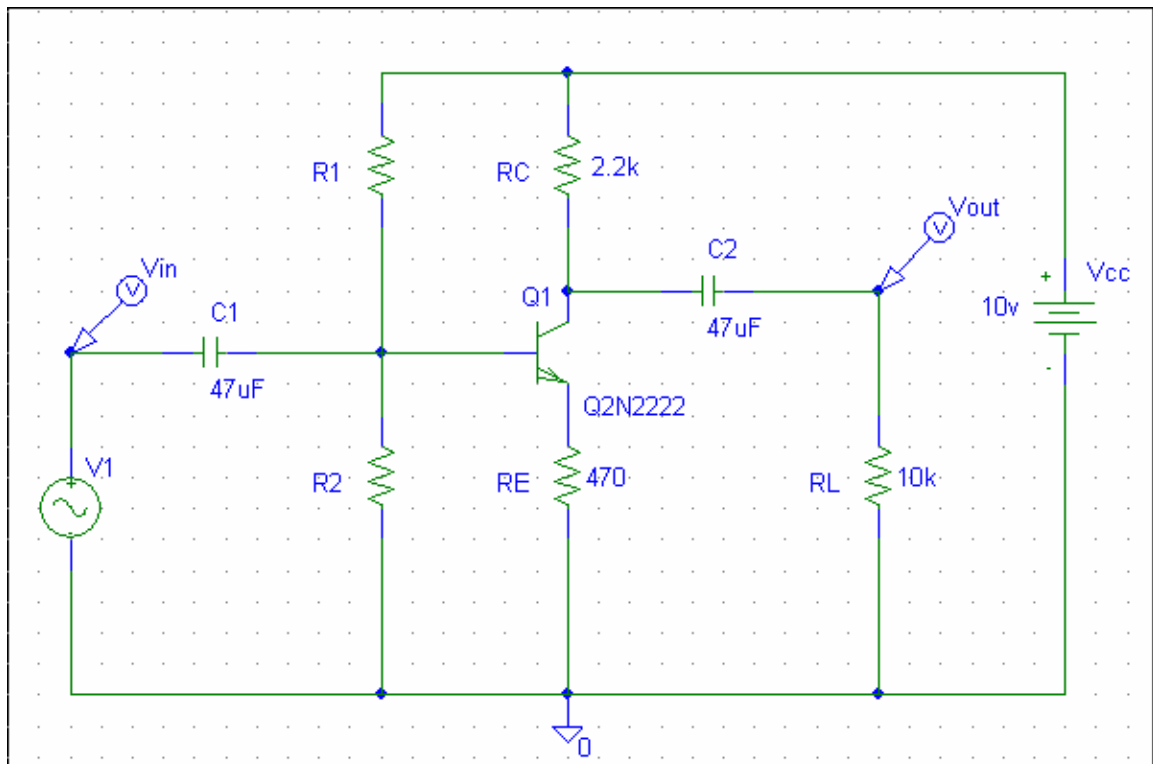 R1
RC
2.2k
Vout
Vin
C2
Vcc
+
Q1
10v
C1
47uF
-
47uF
Q2N2222
V1
+
R2
RE
470
RL
10k
-
0